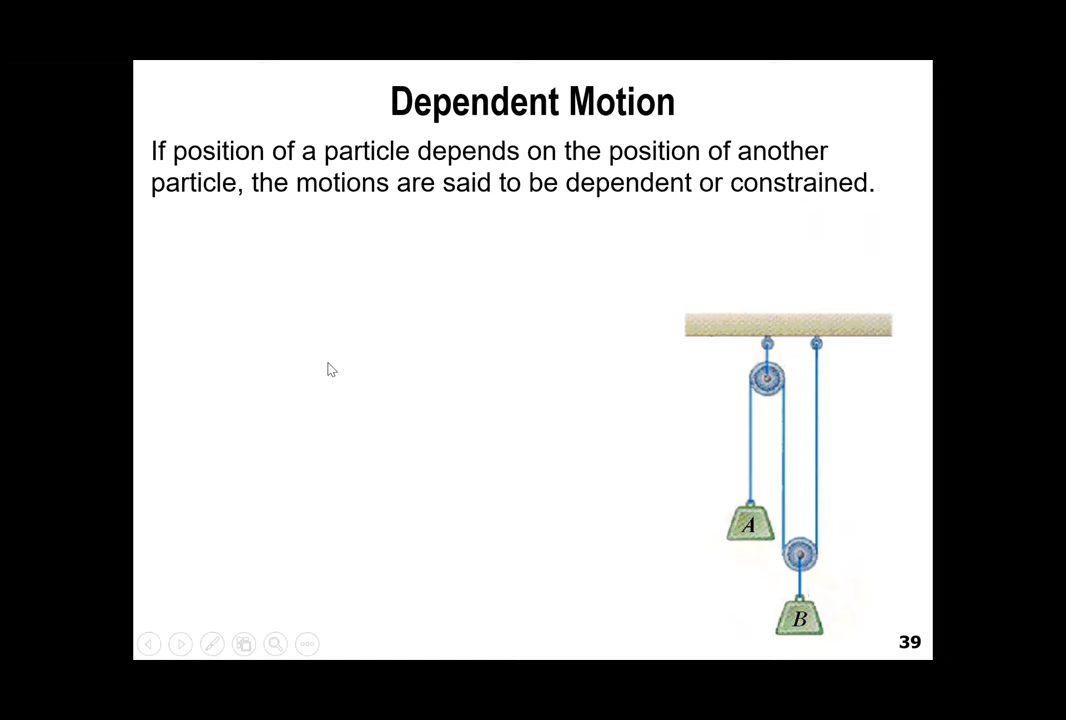 Dependent Motion
If position of a particle depends on the position of another
particle, the motions are said to be dependent or constrained.
A
B
39